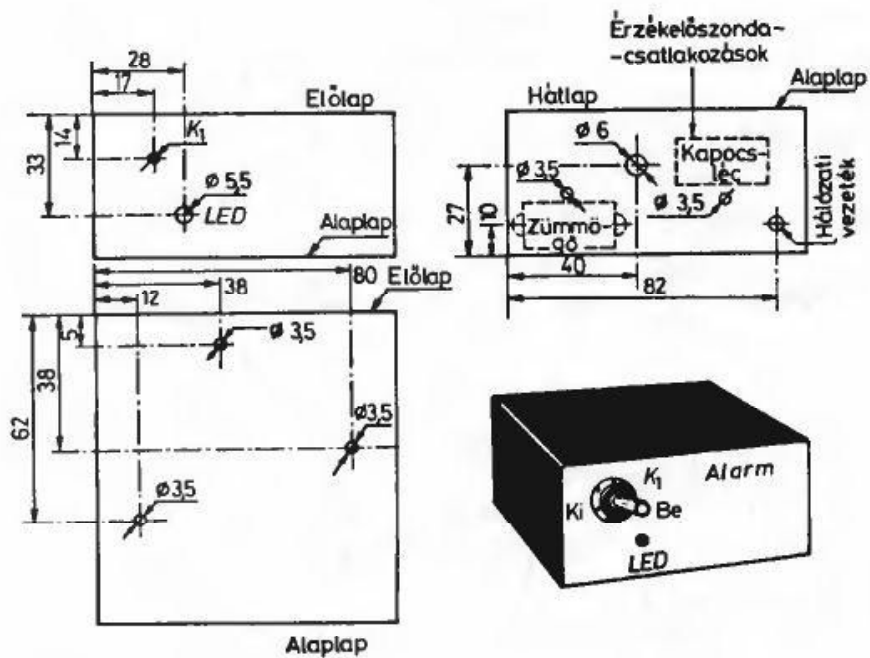 28
17
Előlap
14
33
K₁
ø 5,5
LED
Alaplap
Érzékelőszonda-
-csatlakozások
Hátlap
Alaplap
ø 6
Kapocs-
léc
ø 3,5
ø 3,5
27
10
Zümmö-
gő
Hálózati
vezeték
40
82
80
Előlap
38
12
5
ø 3,5
38
62
ø3,5
ø3,5
Alaplap
K₁
Alarm
Ki
Be
LED